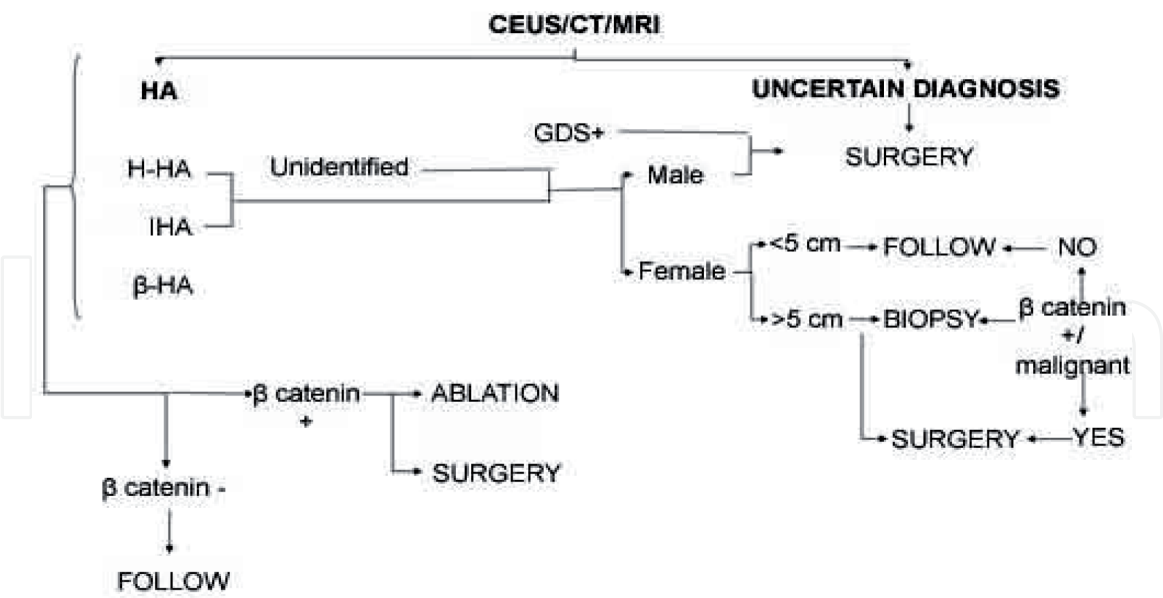 CEUS/CT/MRI
HA
UNCERTAIN DIAGNOSIS
GDS+
SURGERY
H-HA
Unidentified
Male
IHA
<5 cm
FOLLOW
NO
Female
β-HA
>5 cm
BIOPSY
β catenin
+/
malignant
β catenin
+
ABLATION
SURGERY
YES
SURGERY
β catenin -
FOLLOW